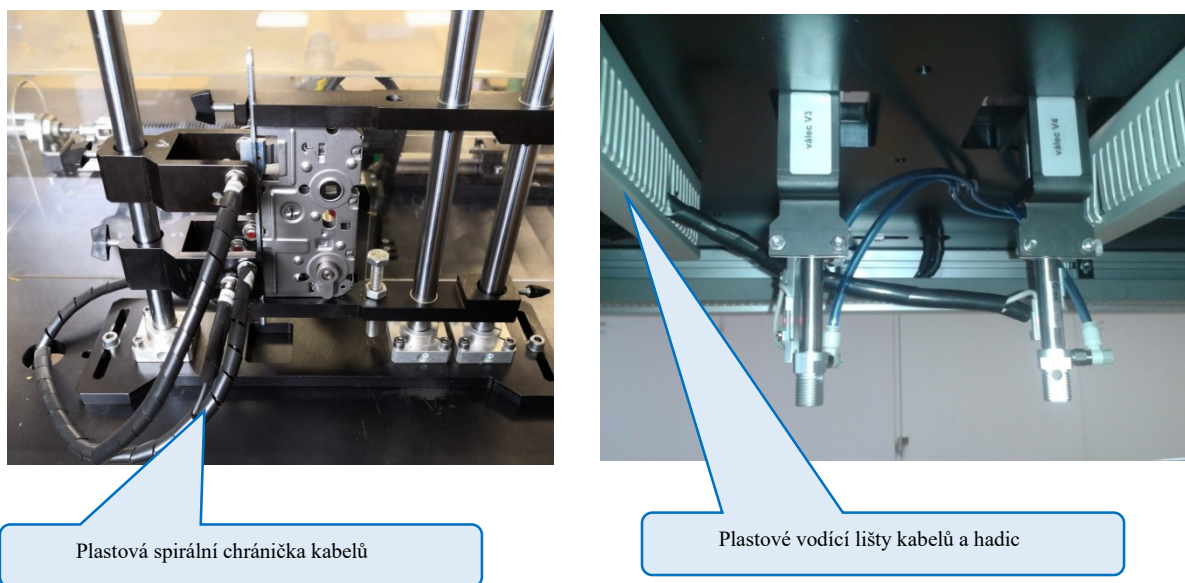 válec V3
válec V4
Plastová spirální chránička kabelů
Plastové vodící lišty kabelů a hadic